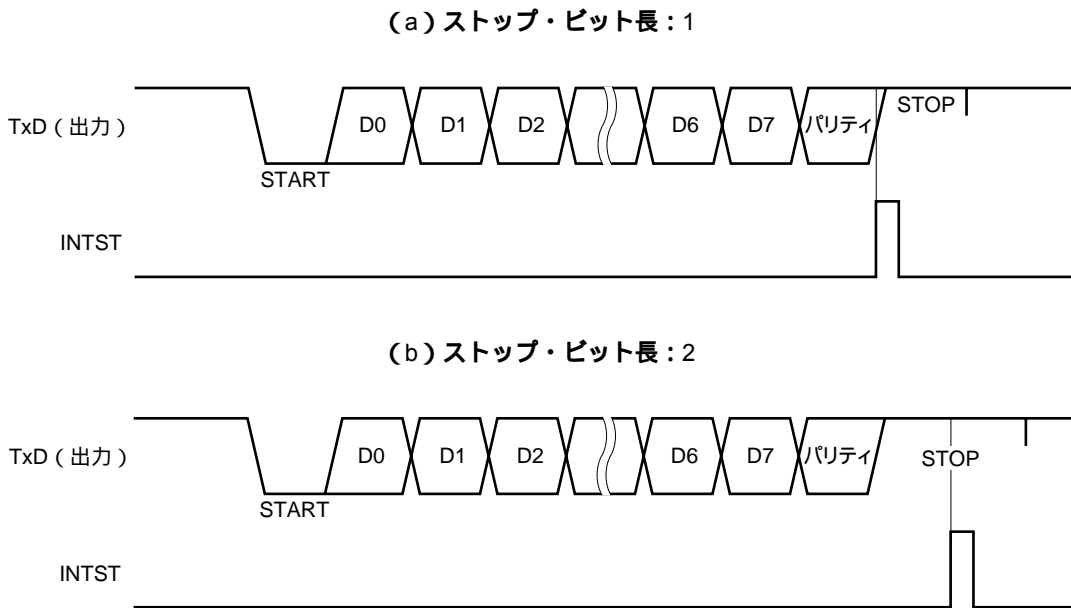 (a)ストップ・ビット長:1
TxD(出力)
D0 D1 D2 D6 D7 パリティ STOP
START
INTST
(b)ストップ・ビット長:2
TxD(出力)
D0 D1 D2 D6 D7 パリティ STOP
START
INTST